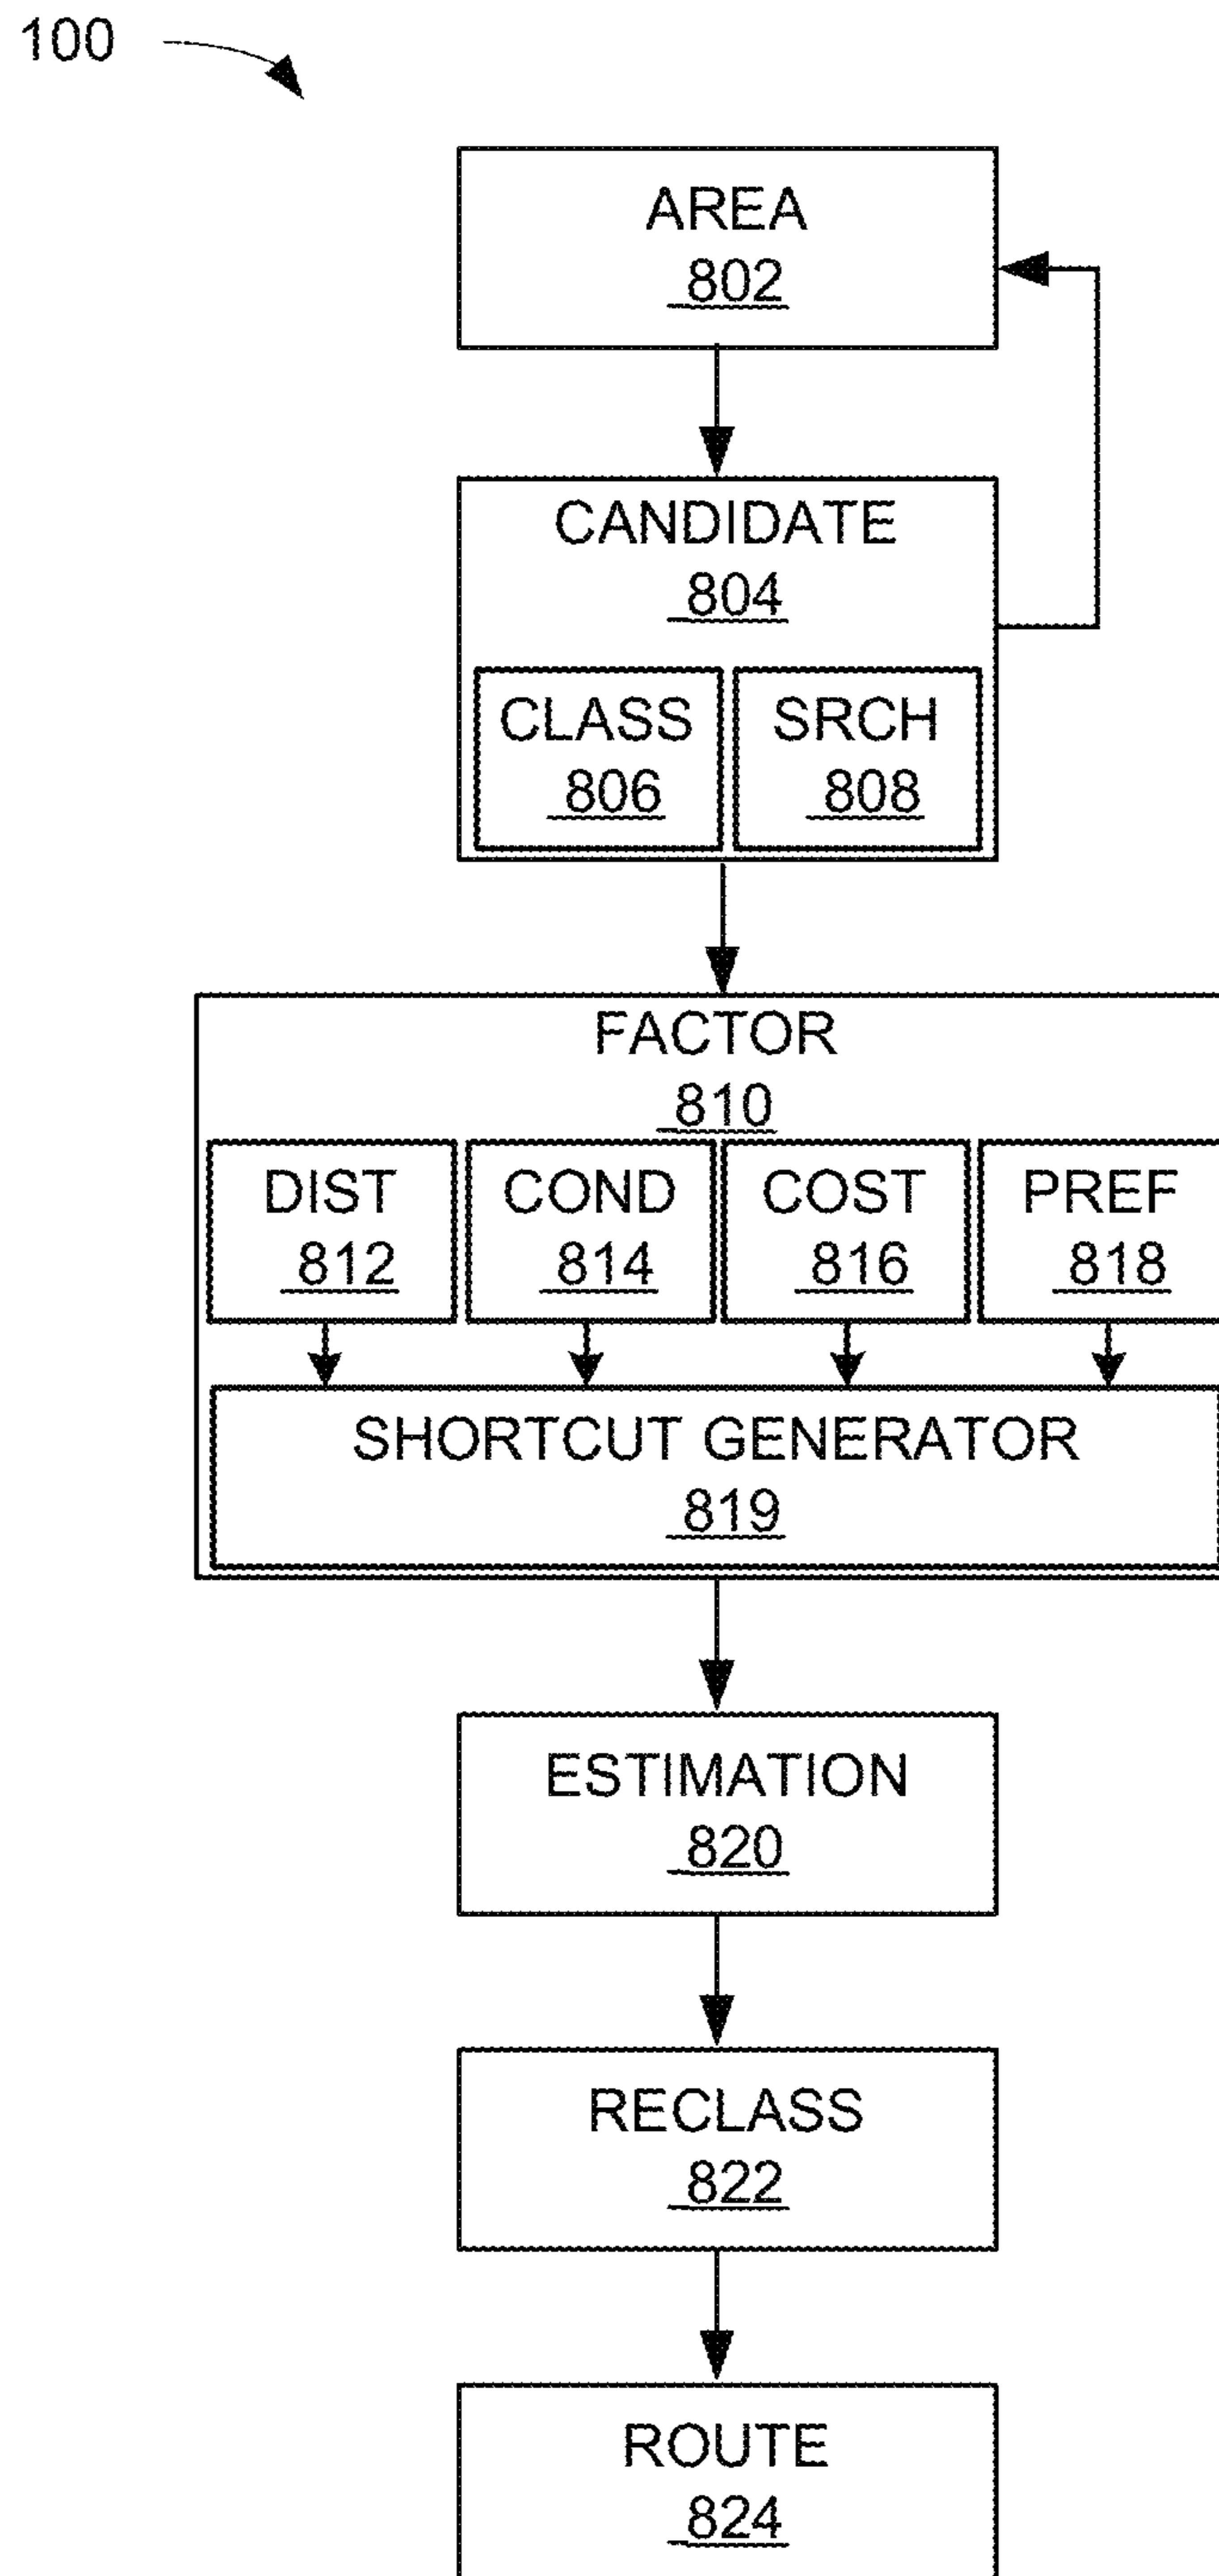 100
AREA
802
CANDIDATE
804
CLASS
806
SRCH
808
FACTOR
810
DIST
812
COND
814
COST
816
PREF
818
SHORTCUT GENERATOR
819
ESTIMATION
820
RECLASS
822
ROUTE
824